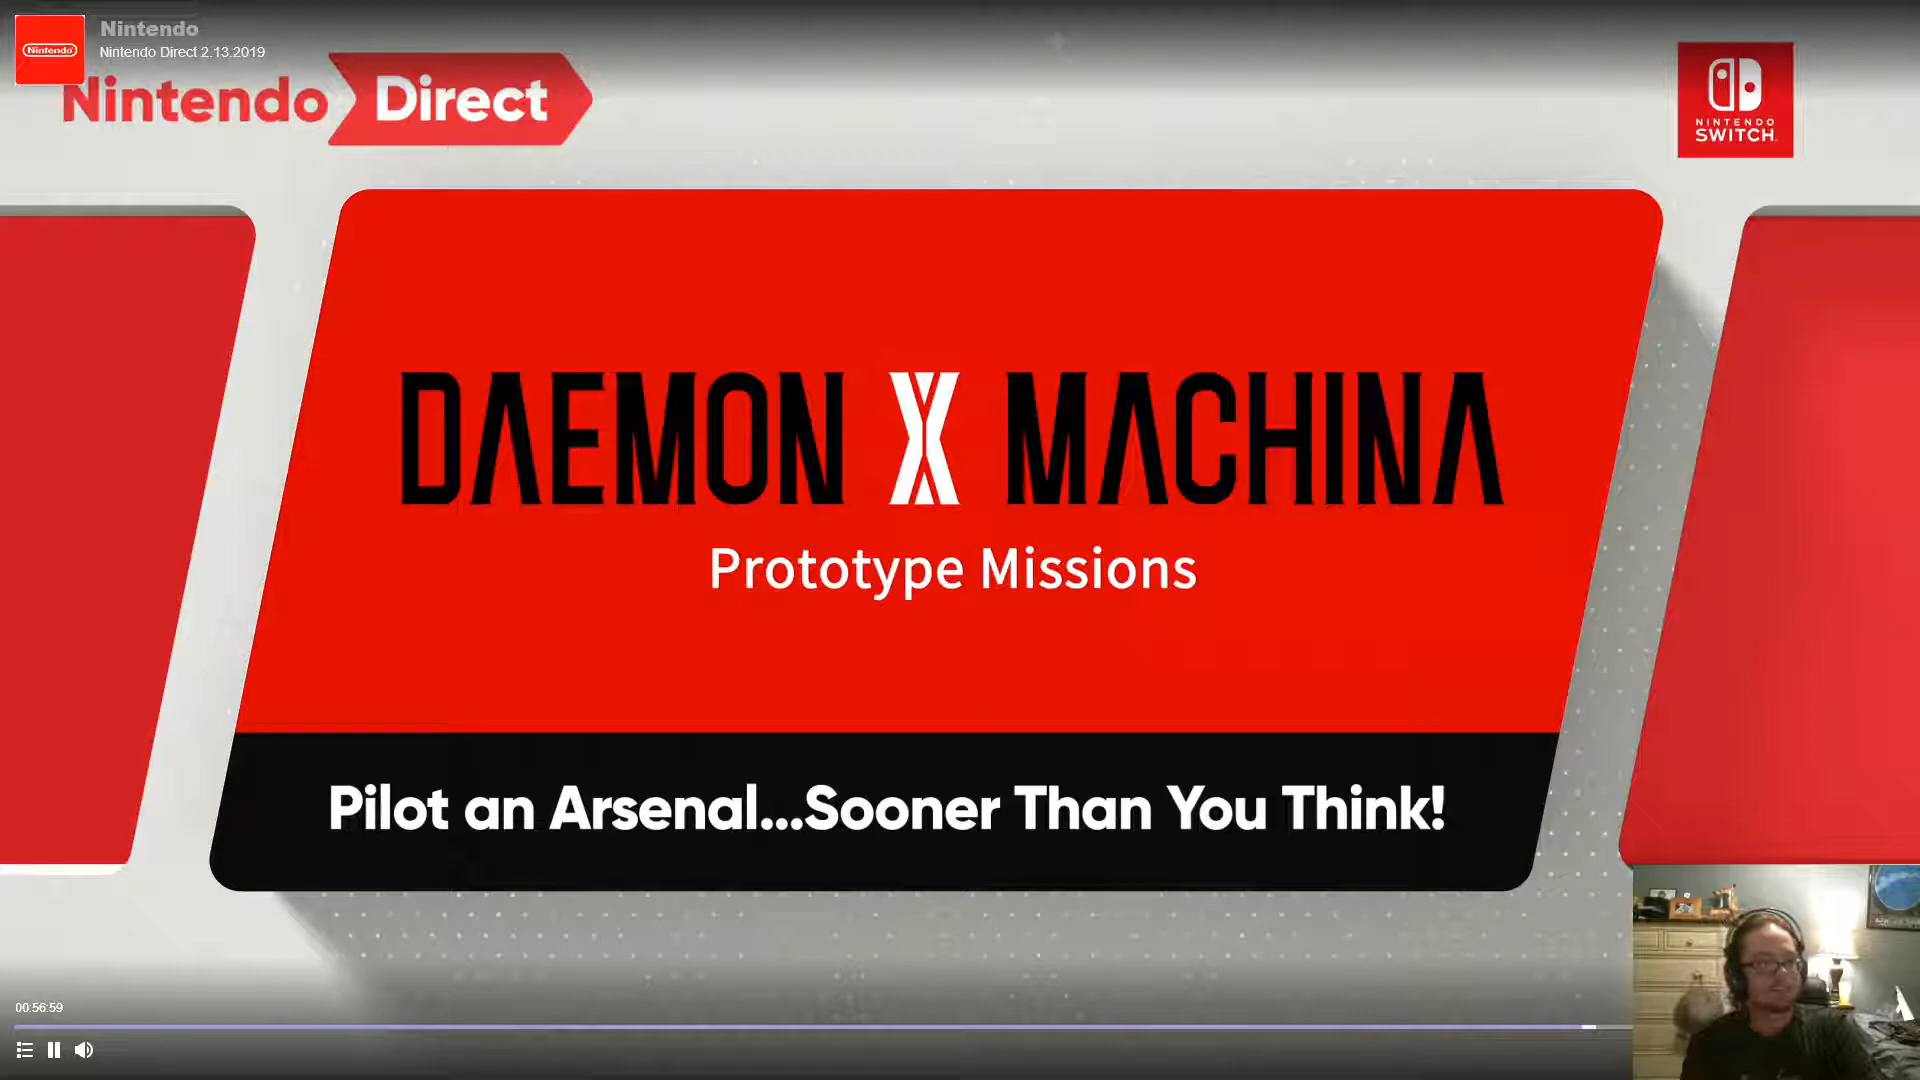 Nintendo
Nintendo
Nintendo Direct 2.13.2019
Nintendo Direct
NINTENDO
SWITCH
DAEMON X MACHINA
Prototype Missions
Pilot an Arsenal...Sooner Than You Think!
00:56:59